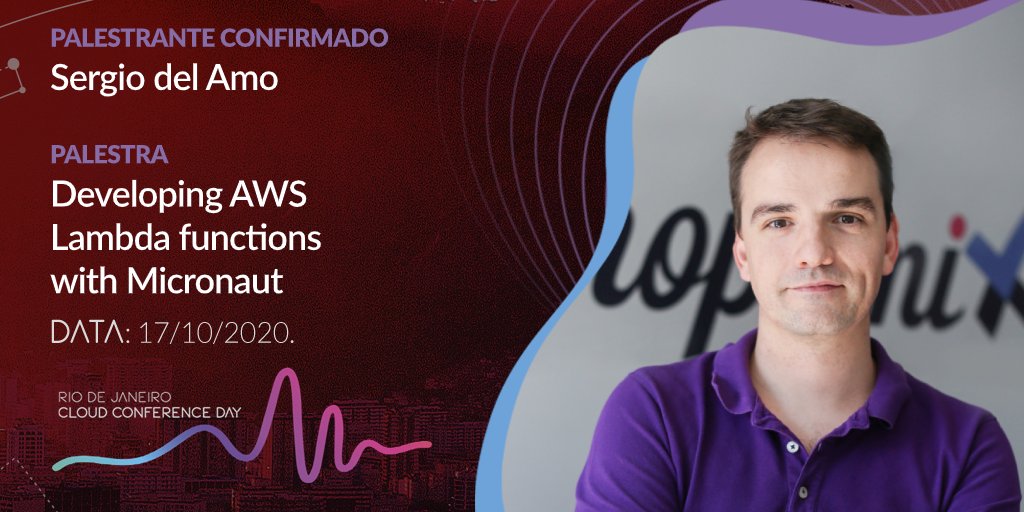 PALESTRANTE CONFIRMADO
Sergio del Amo
PALESTRA
Developing AWS
Lambda functions
with Micronaut
DATA: 17/10/2020.
RIO DE JANEIRO
CLOUD CONFERENCE DAY